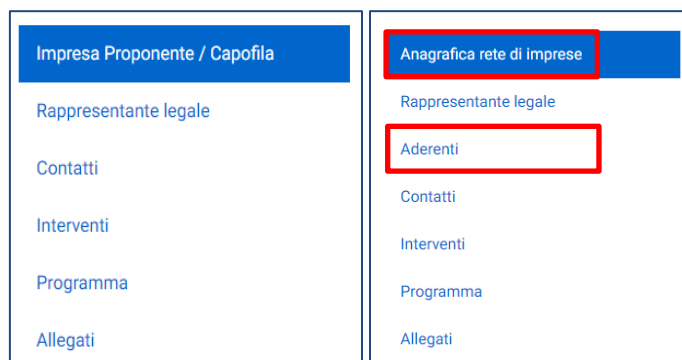 Impresa Proponente / Capofila
Rappresentante legale
Contatti
Interventi
Programma
Allegati
Anagrafica rete di imprese
Rappresentante legale
Aderenti
Contatti
Interventi
Programma
Allegati